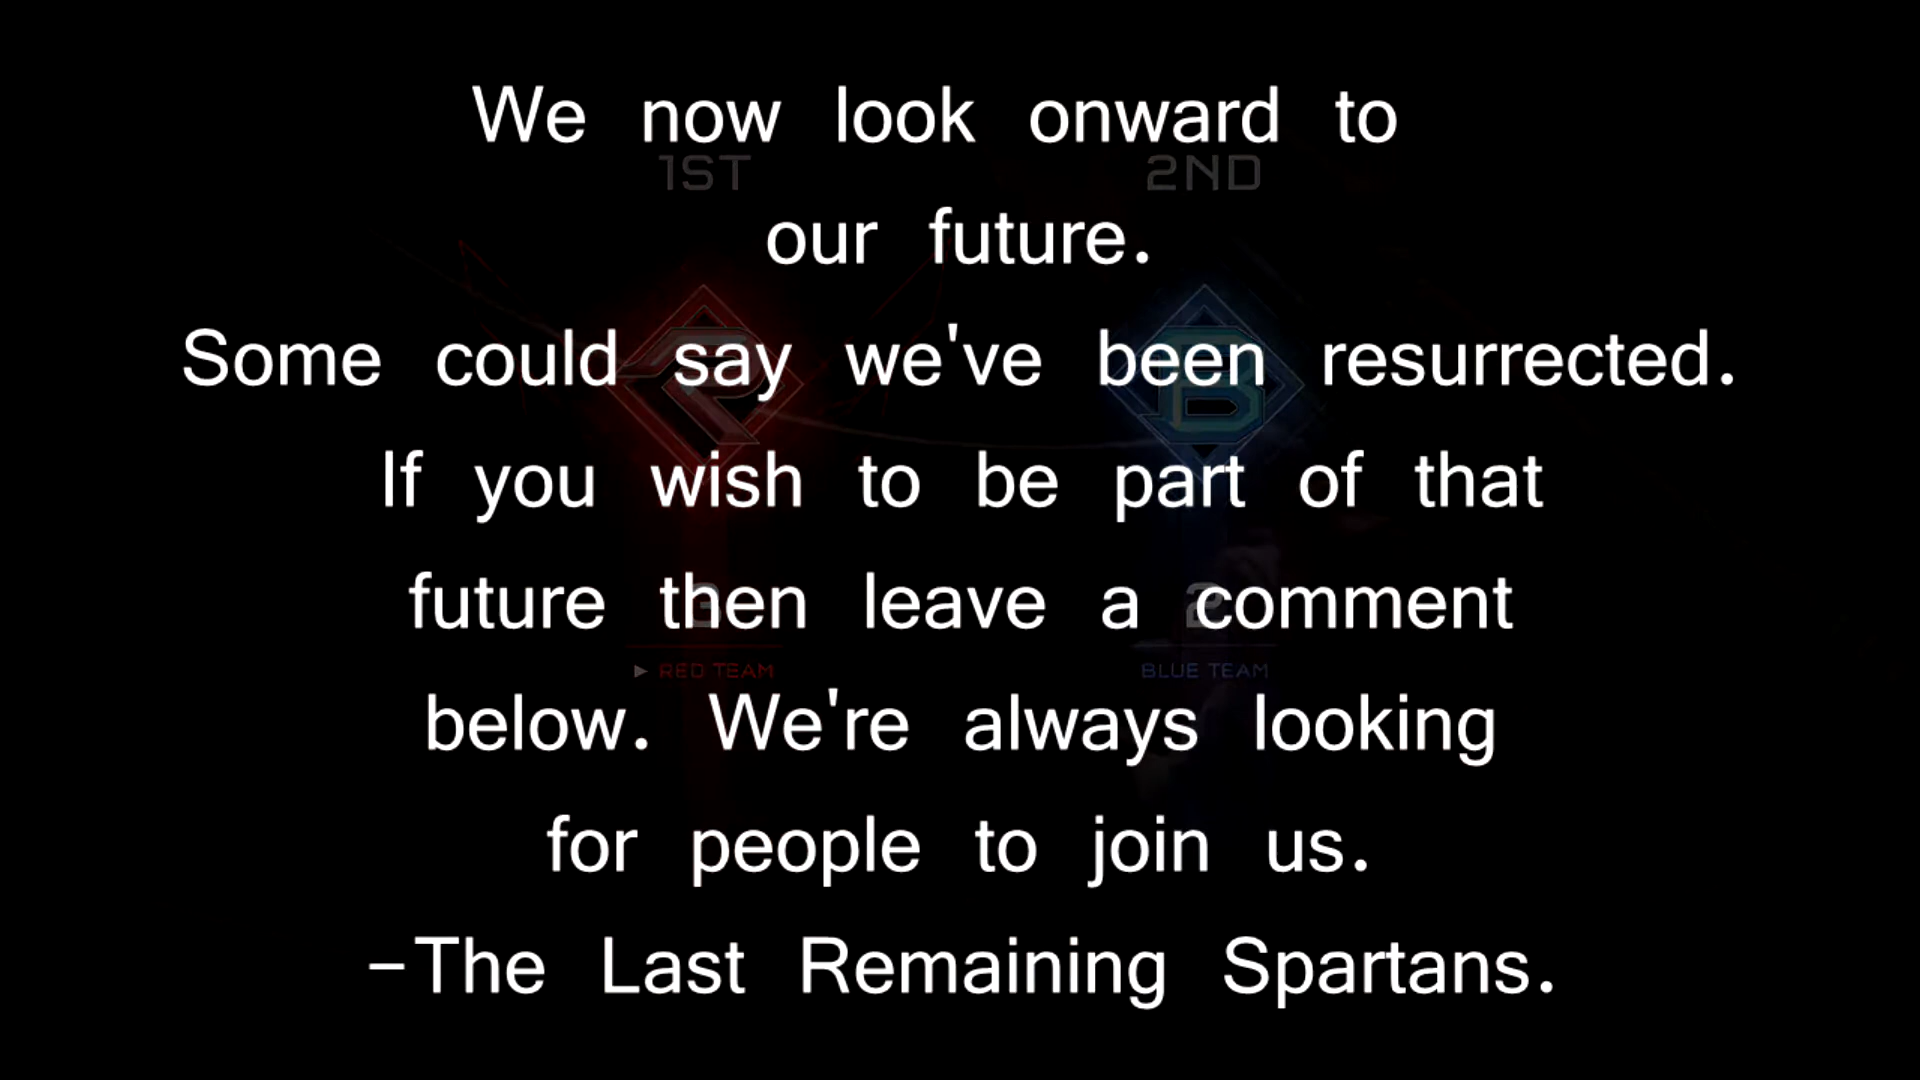 We now look onward to
1ST 2ND
our future.
R B
Some could say we've been resurrected.
If you wish to be part of that
future then leave a comment
3 2
RED TEAM BLUE TEAM
below. We're always looking
for people to join us.
-The Last Remaining Spartans.